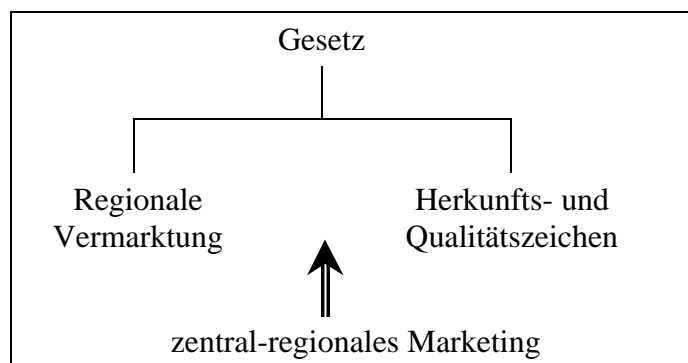 Gesetz
Regionale
Vermarktung
Herkunfts- und
Qualitätszeichen
zentral-regionales Marketing